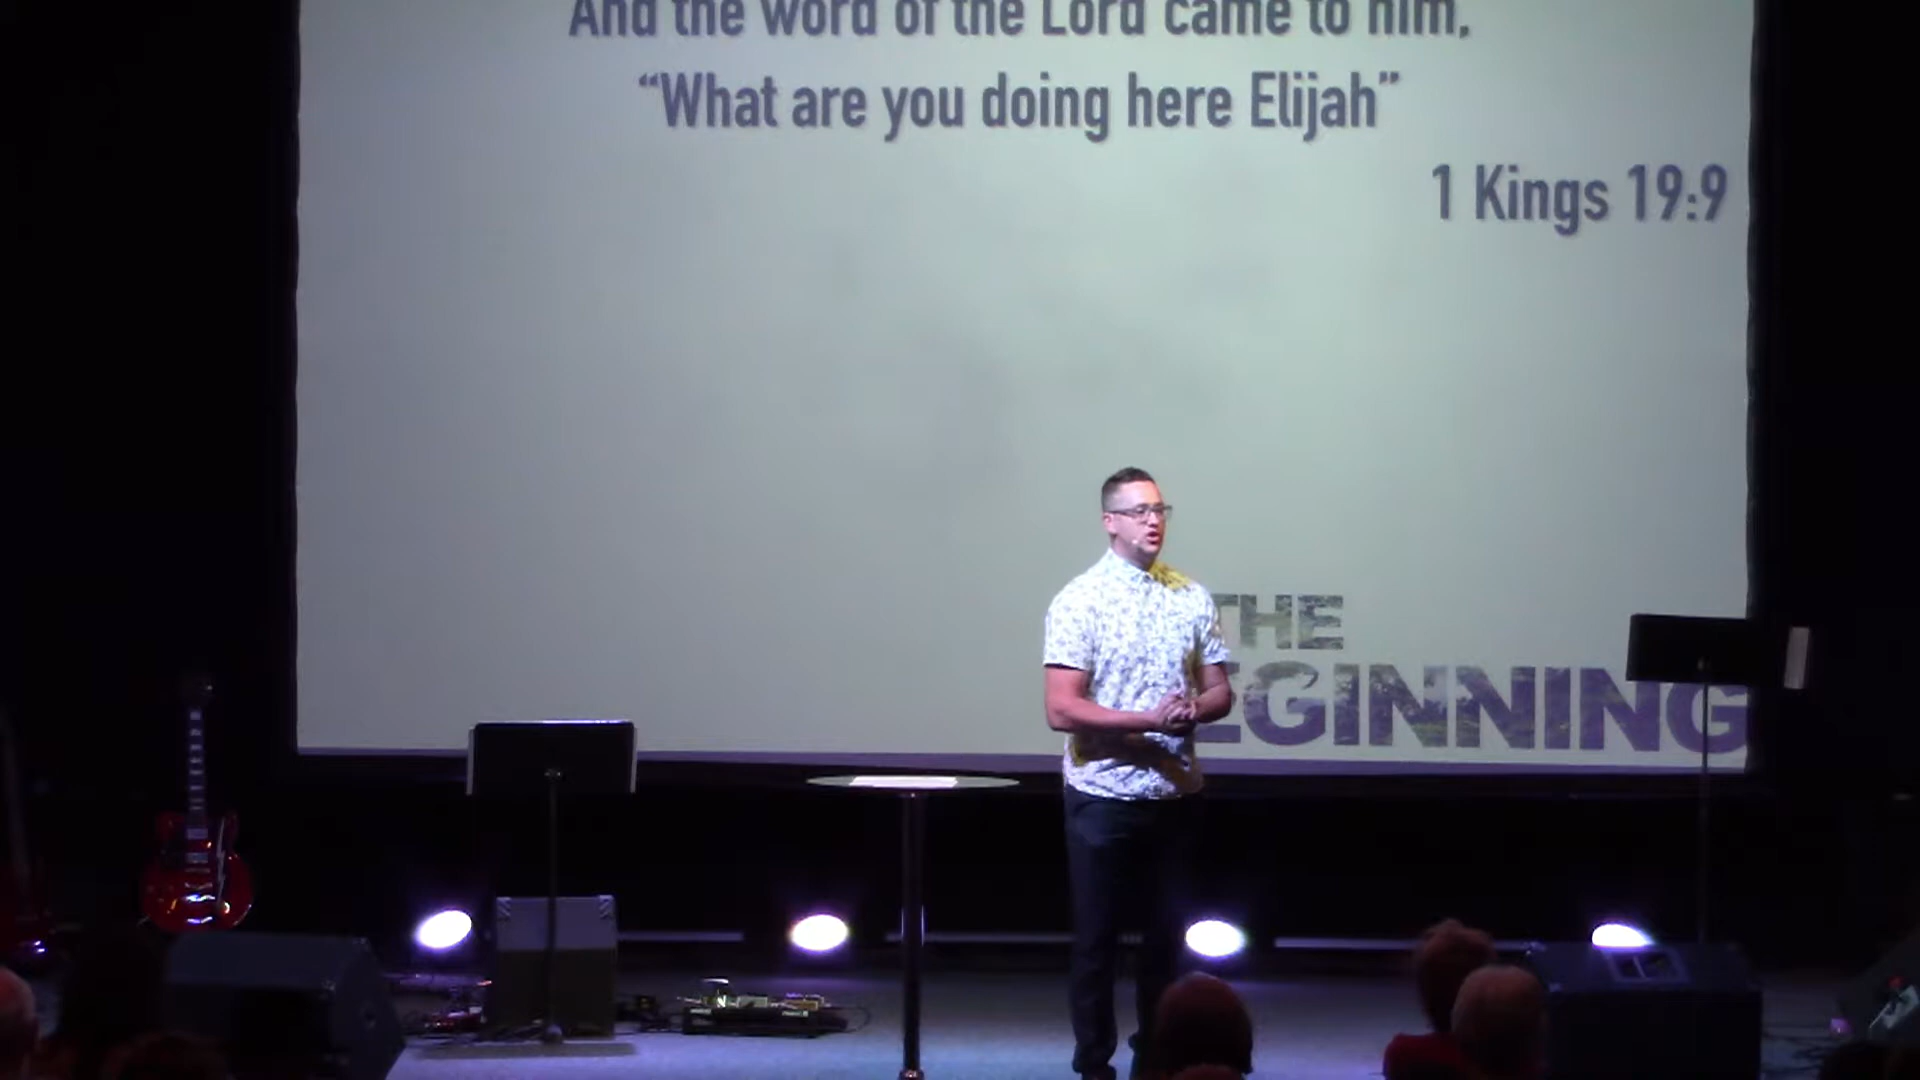 And the word of the Lord came to him,
“What are you doing here Elijah”
1 Kings 19:9
THE
EGINNING